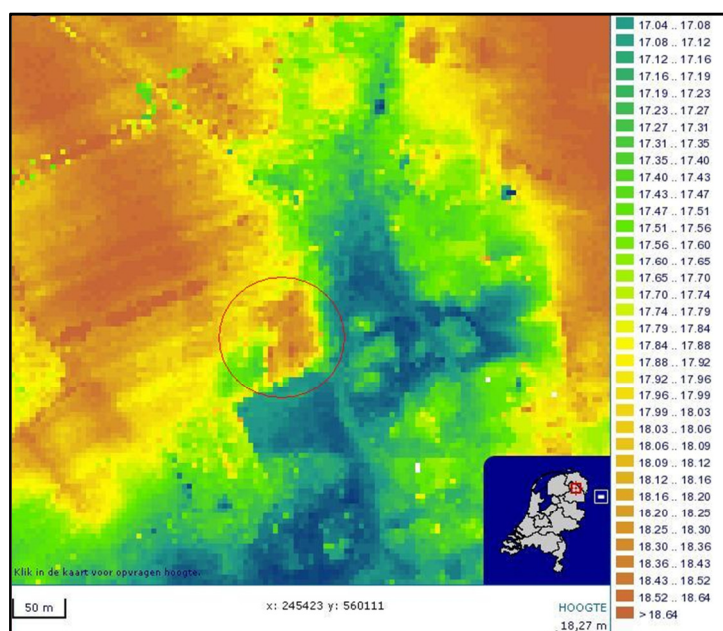 17.04 .. 17.08
17.08 .. 17.12
17.12 .. 17.16
17.16 .. 17.19
17.19 .. 17.23
17.23 .. 17.27
17.27 .. 17.31
17.31 .. 17.35
17.35 .. 17.40
17.40 .. 17.43
17.43 .. 17.47
17.47 .. 17.51
17.51 .. 17.56
17.56 .. 17.60
17.60 .. 17.65
17.65 .. 17.70
17.70 .. 17.74
17.74 .. 17.79
17.79 .. 17.84
17.84 .. 17.88
17.88 .. 17.92
17.92 .. 17.96
17.96 .. 17.99
17.99 .. 18.03
18.03 .. 18.06
18.06 .. 18.09
18.09 .. 18.12
18.12 .. 18.16
18.16 .. 18.20
18.20 .. 18.25
18.25 .. 18.30
18.30 .. 18.36
18.36 .. 18.43
18.43 .. 18.52
18.52 .. 18.64
> 18.64
Klik in de kaart voor opvragen hoogte.
50 m
x: 245423 y: 560111
HOOGTE
18,27 m